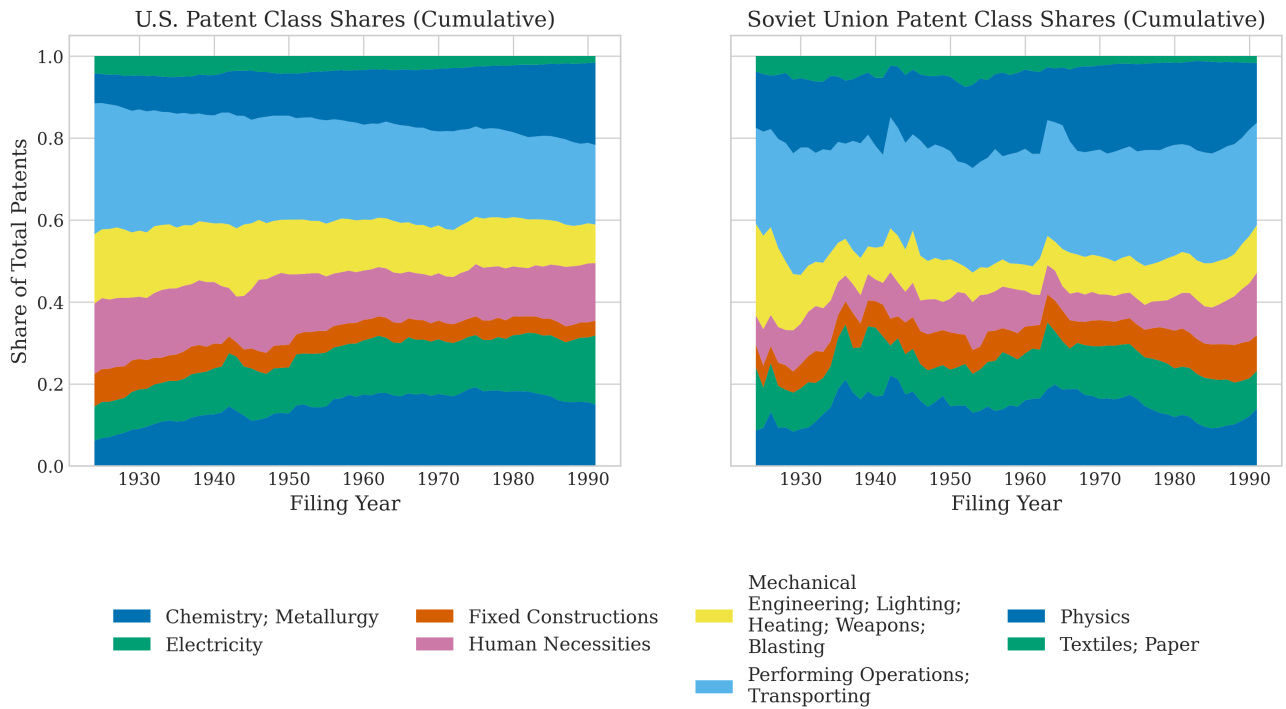 U.S. Patent Class Shares (Cumulative)
Soviet Union Patent Class Shares (Cumulative)
Share of Total Patents
1.0
0.8
0.6
0.4
0.2
0.0
1930 1940 1950 1960 1970 1980 1990
Filing Year
1930 1940 1950 1960 1970 1980 1990
Filing Year
Chemistry; Metallurgy
Electricity
Fixed Constructions
Human Necessities
Mechanical
Engineering; Lighting;
Heating; Weapons;
Blasting
Performing Operations;
Transporting
Physics
Textiles; Paper